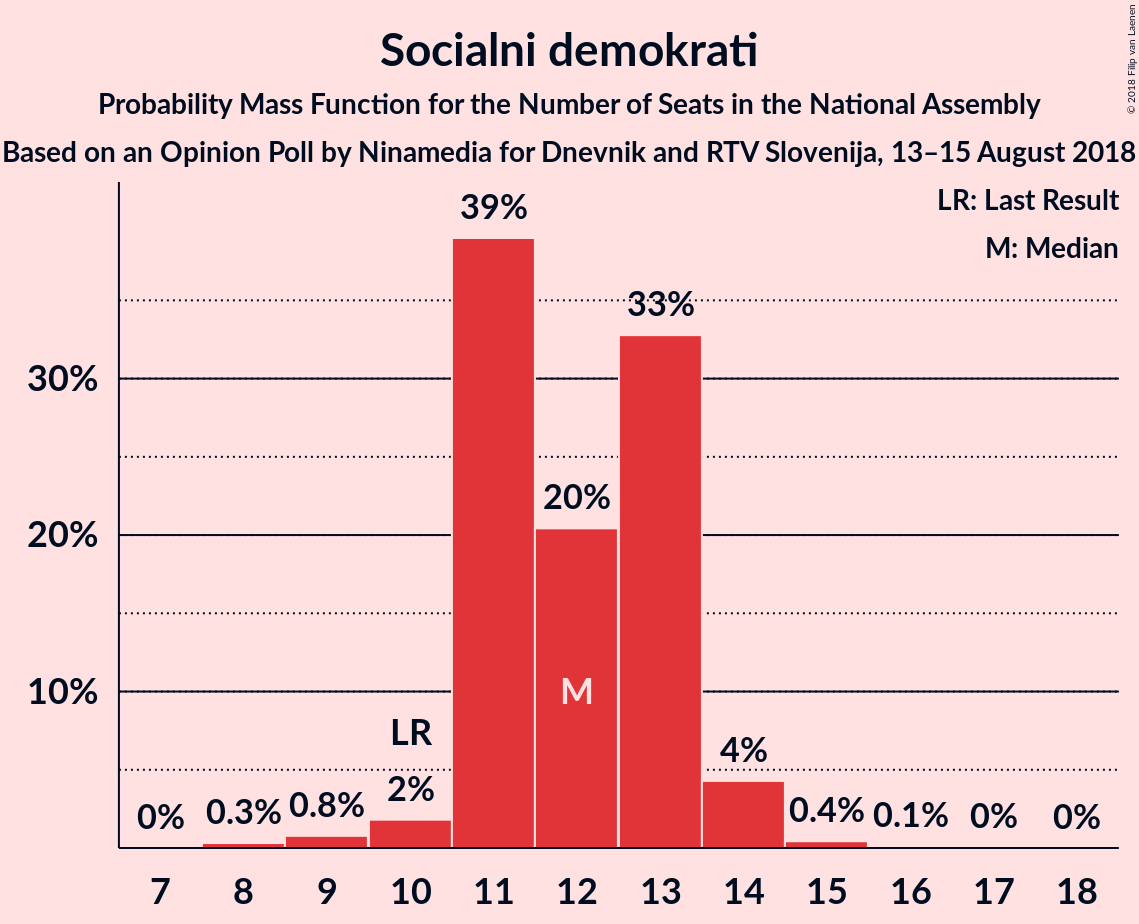 Socialni demokrati
Probability Mass Function for the Number of Seats in the National Assembly
Based on an Opinion Poll by Ninamedia for Dnevnik and RTV Slovenija, 13–15 August 2018
© 2018 Filip van Laenen
LR: Last Result
M: Median
30%
20%
10%
0%
0.3%
0.8%
LR
2%
39%
20%
M
33%
4%
0.4%
0.1%
0%
0%
7 8 9 10 11 12 13 14 15 16 17 18